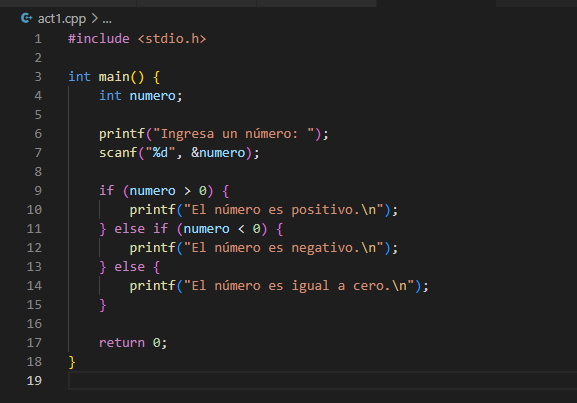 act1.cpp > ...
1 #include <stdio.h>
2
3 int main() {
4     int numero;
5
6     printf("Ingresa un número: ");
7     scanf("%d", &numero);
8
9     if (numero > 0) {
10         printf("El número es positivo.\n");
11     } else if (numero < 0) {
12         printf("El número es negativo.\n");
13     } else {
14         printf("El número es igual a cero.\n");
15     }
16
17     return 0;
18 }
19